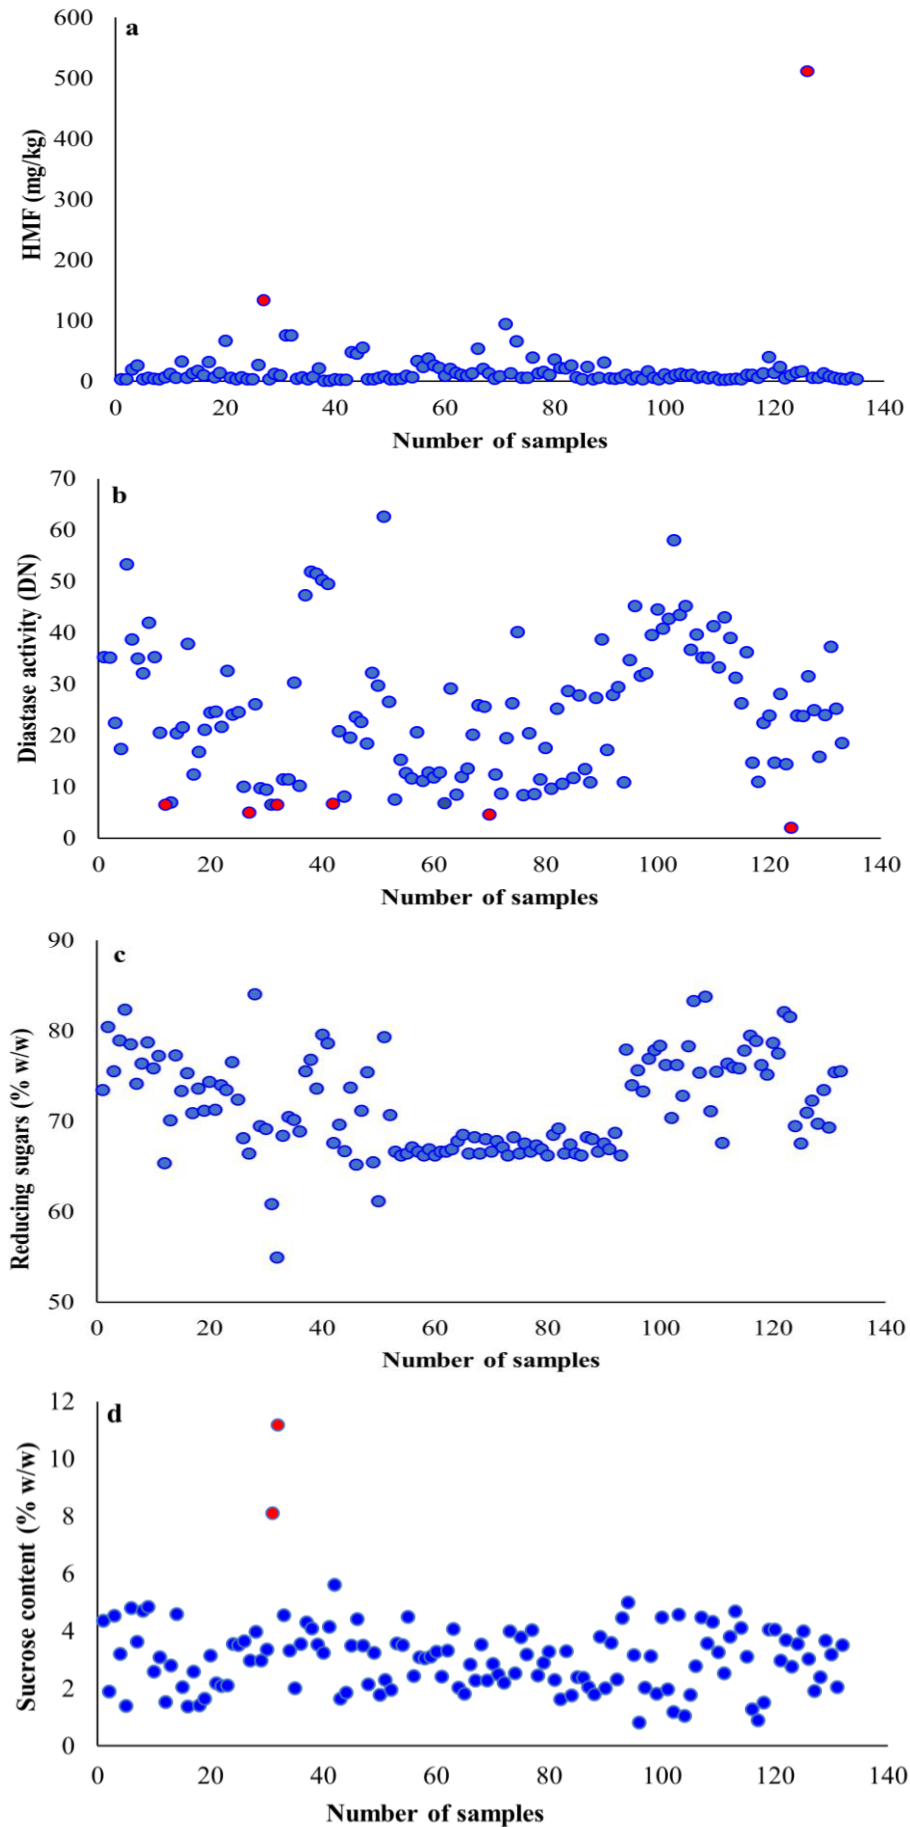 a
HMF (mg/kg)
600
500
400
300
200
100
0
0 20 40 60 80 100 120 140
Number of samples
b
Diastase activity (DN)
70
60
50
40
30
20
10
0
0 20 40 60 80 100 120 140
Number of samples
c
Reducing sugars (% w/w)
90
80
70
60
50
0 20 40 60 80 100 120 140
Number of samples
d
Sucrose content (% w/w)
12
10
8
6
4
2
0
0 20 40 60 80 100 120 140
Number of samples